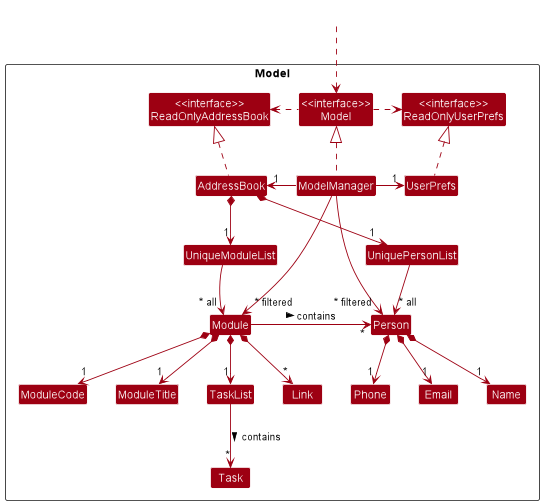 Model
<<interface>>
ReadOnlyAddressBook
<<interface>>
Model
<<interface>>
ReadOnlyUserPrefs
AddressBook
1
ModelManager
1
UserPrefs
1
1
UniqueModuleList
UniquePersonList
* all
* filtered
* filtered
* all
Module
contains
*
Person
1
1
1
*
1
1
1
ModuleCode
ModuleTitle
TaskList
Link
Phone
Email
Name
contains
*
Task